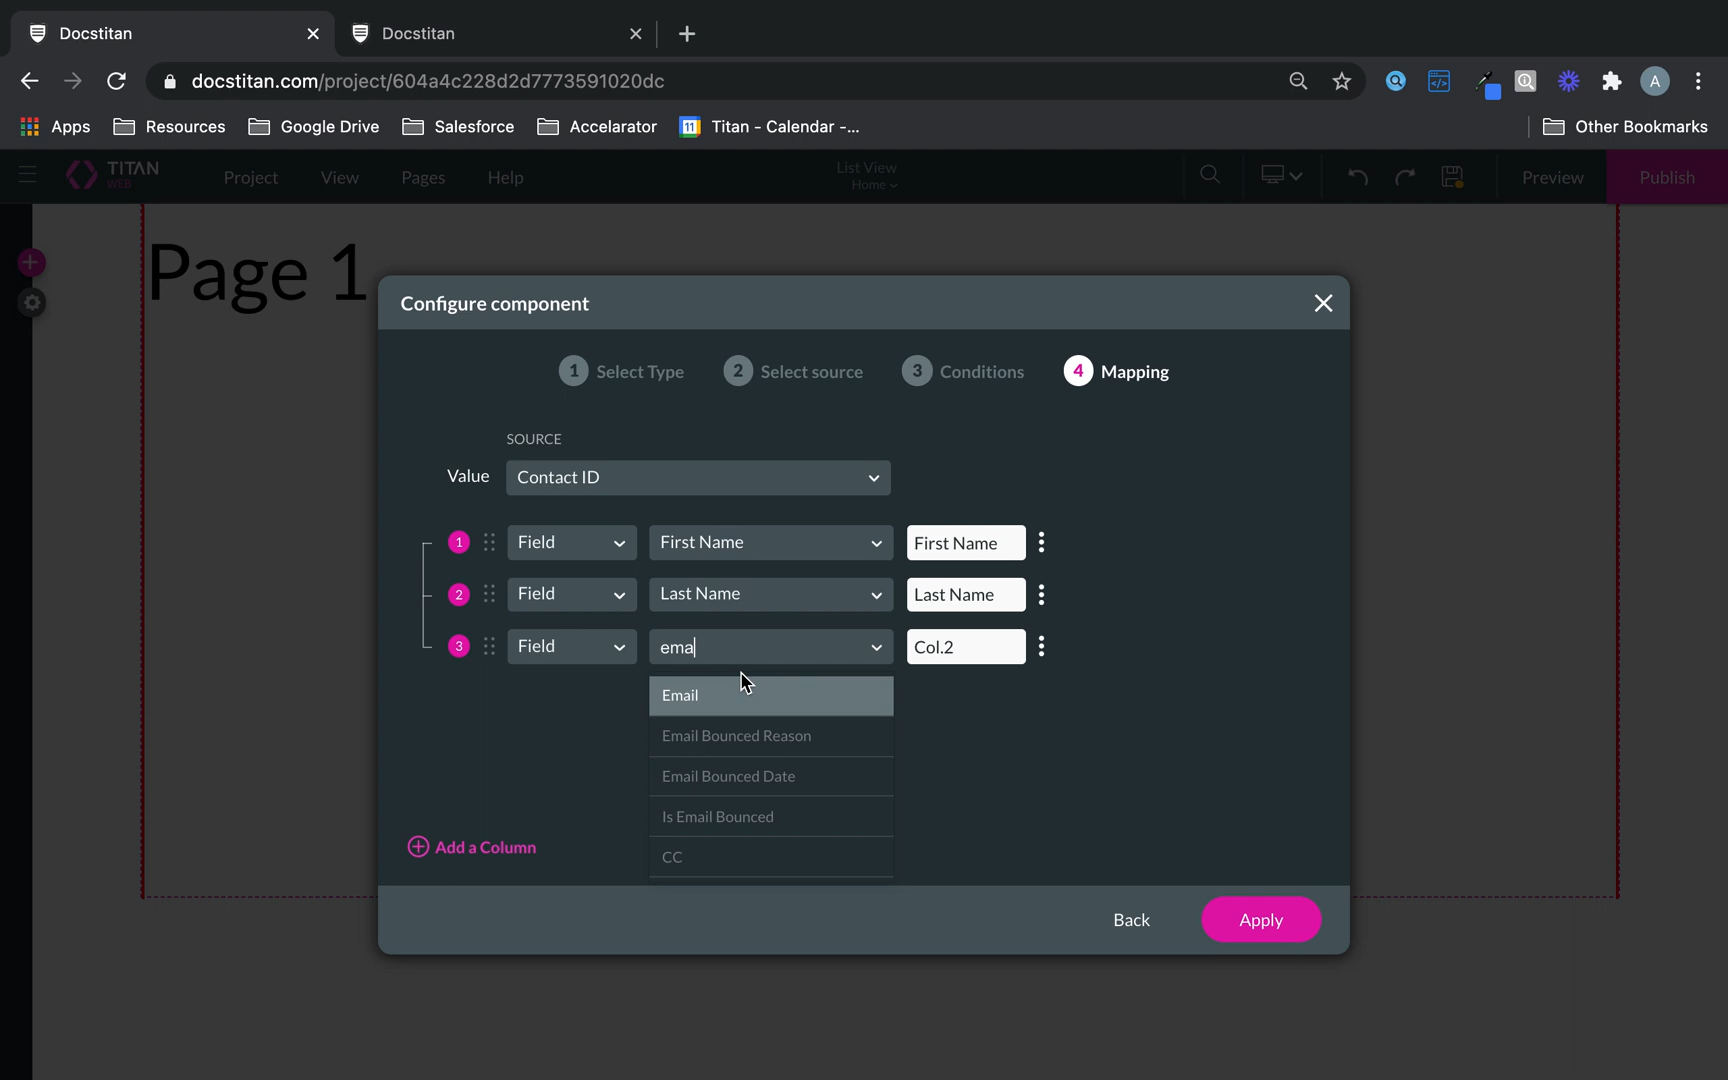 Docstitan
Docstitan
docstitan.com/project/604a4c228d2d7773591020dc
A
Apps
Resources
Google Drive
Salesforce
Accelarator
11
Titan - Calendar -...
Other Bookmarks
TITAN
WEB
Project
View
Pages
Help
List View
Home
Preview
Publish
Page 1
Configure component
1 Select Type
2 Select source
3 Conditions
4 Mapping
SOURCE
Value
Contact ID
1 Field First Name First Name
2 Field Last Name Last Name
3 Field ema Col.2
Email
Email Bounced Reason
Email Bounced Date
Is Email Bounced
CC
Add a Column
Back
Apply